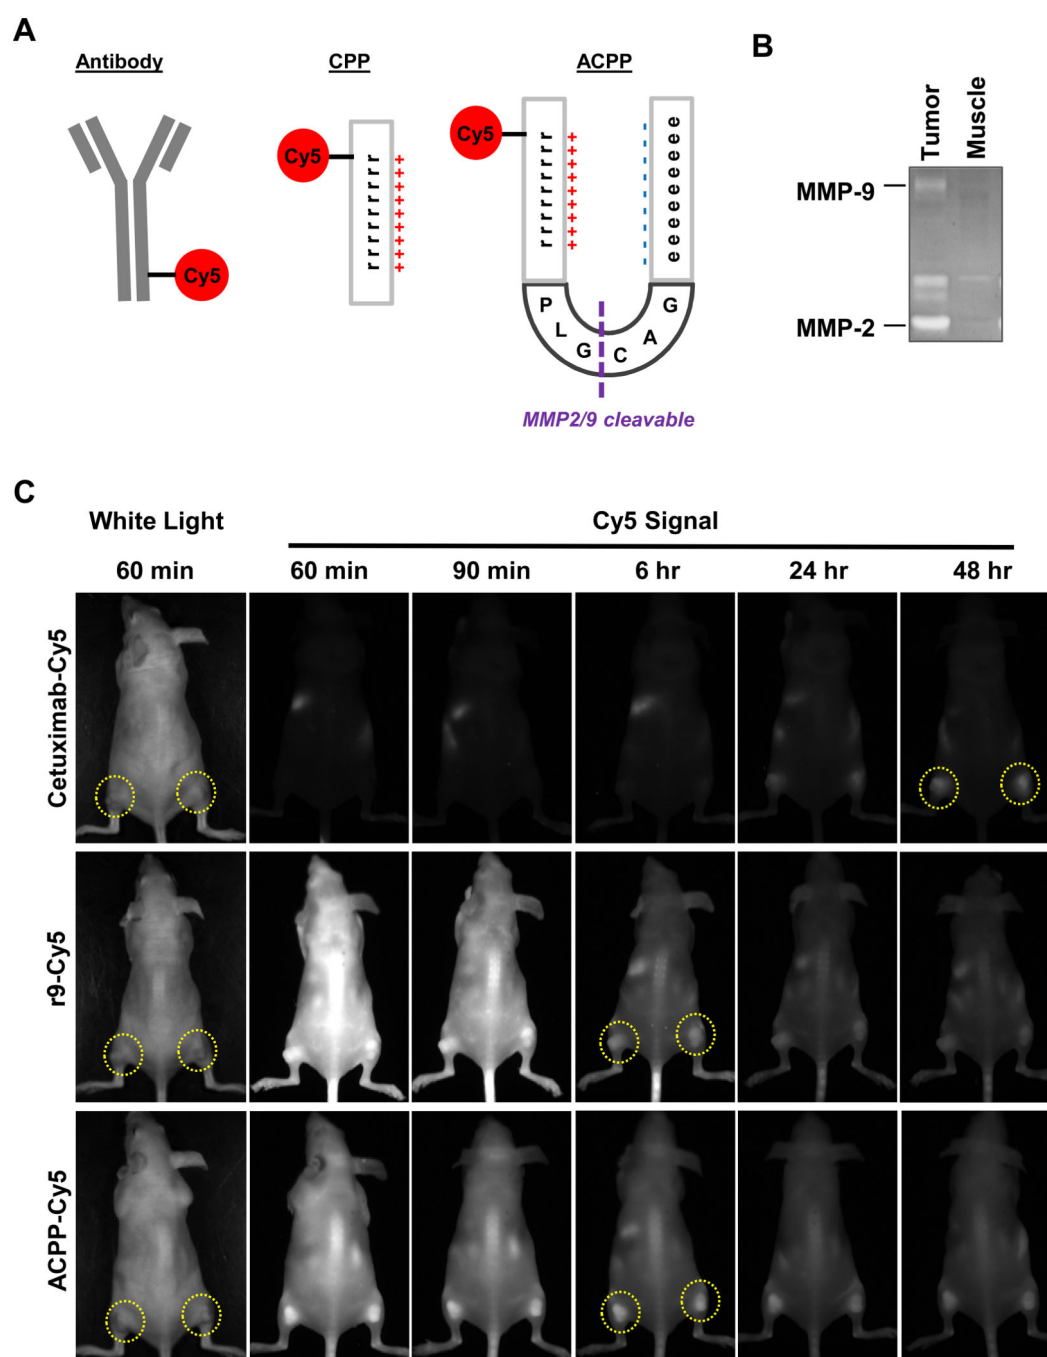 A
Antibody
Cy5
CPP
Cy5
rrrrrrrrr
+++++++++
ACPP
Cy5
rrrrrrrrr
+++++++++
---------
eeeeeeeee
PLGCAG
MMP2/9 cleavable
B
Tumor
Muscle
MMP-9
MMP-2
C
White Light
Cy5 Signal
60 min 60 min 90 min 6 hr 24 hr 48 hr
Cetuximab-Cy5
r9-Cy5
ACPP-Cy5